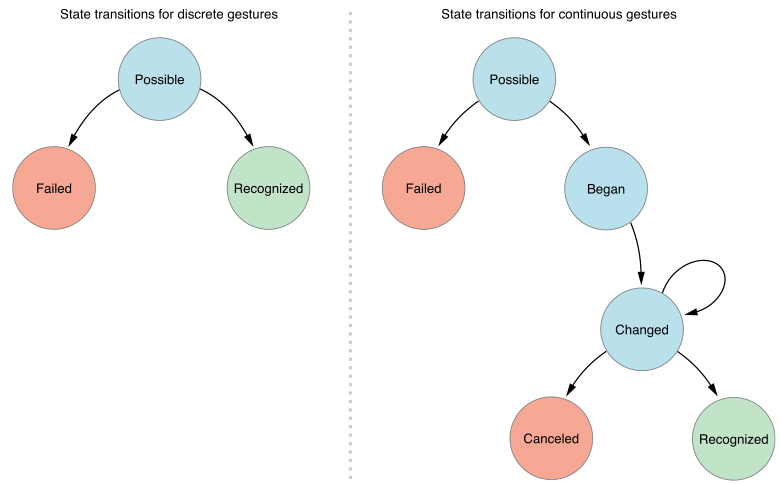 State transitions for discrete gestures
Possible
Failed
Recognized
State transitions for continuous gestures
Possible
Failed
Began
Changed
Canceled
Recognized